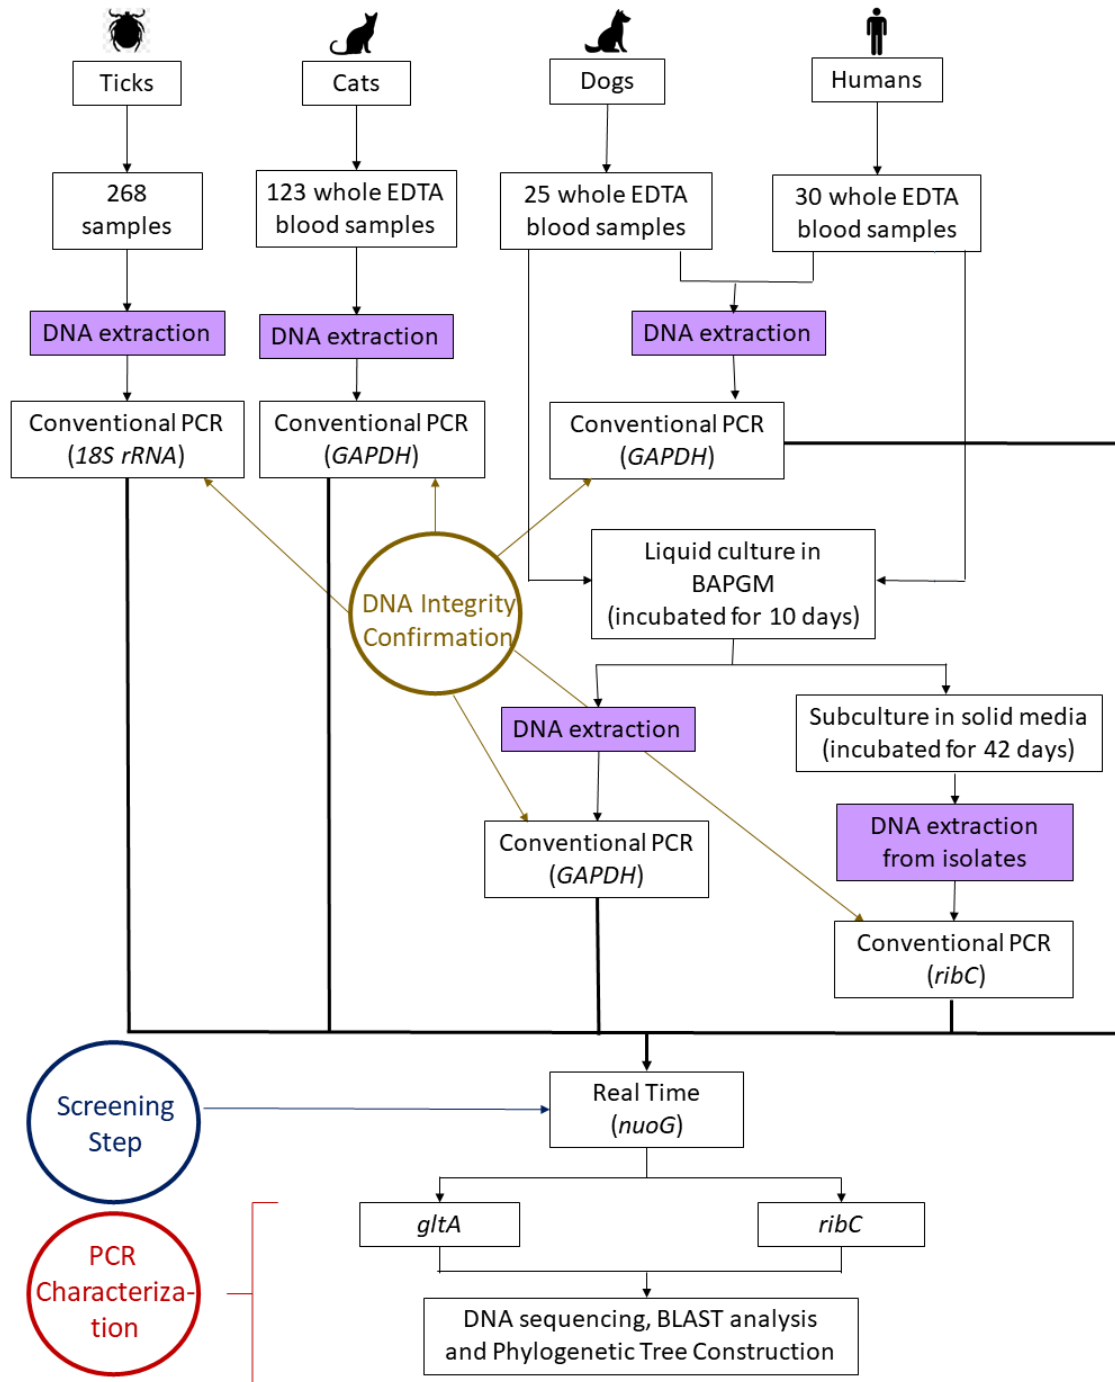 Ticks
Cats
Dogs
Humans
268
samples
123 whole EDTA
blood samples
25 whole EDTA
blood samples
30 whole EDTA
blood samples
DNA extraction
DNA extraction
DNA extraction
Conventional PCR
(18S rRNA)
Conventional PCR
(GAPDH)
Conventional PCR
(GAPDH)
DNA Integrity
Confirmation
Liquid culture in
BAPGM
(incubated for 10 days)
DNA extraction
Subculture in solid media
(incubated for 42 days)
Conventional PCR
(GAPDH)
DNA extraction
from isolates
Conventional PCR
(ribC)
Screening
Step
Real Time
(nuoG)
gltA
ribC
PCR
Characteriza-
tion
DNA sequencing, BLAST analysis
and Phylogenetic Tree Construction